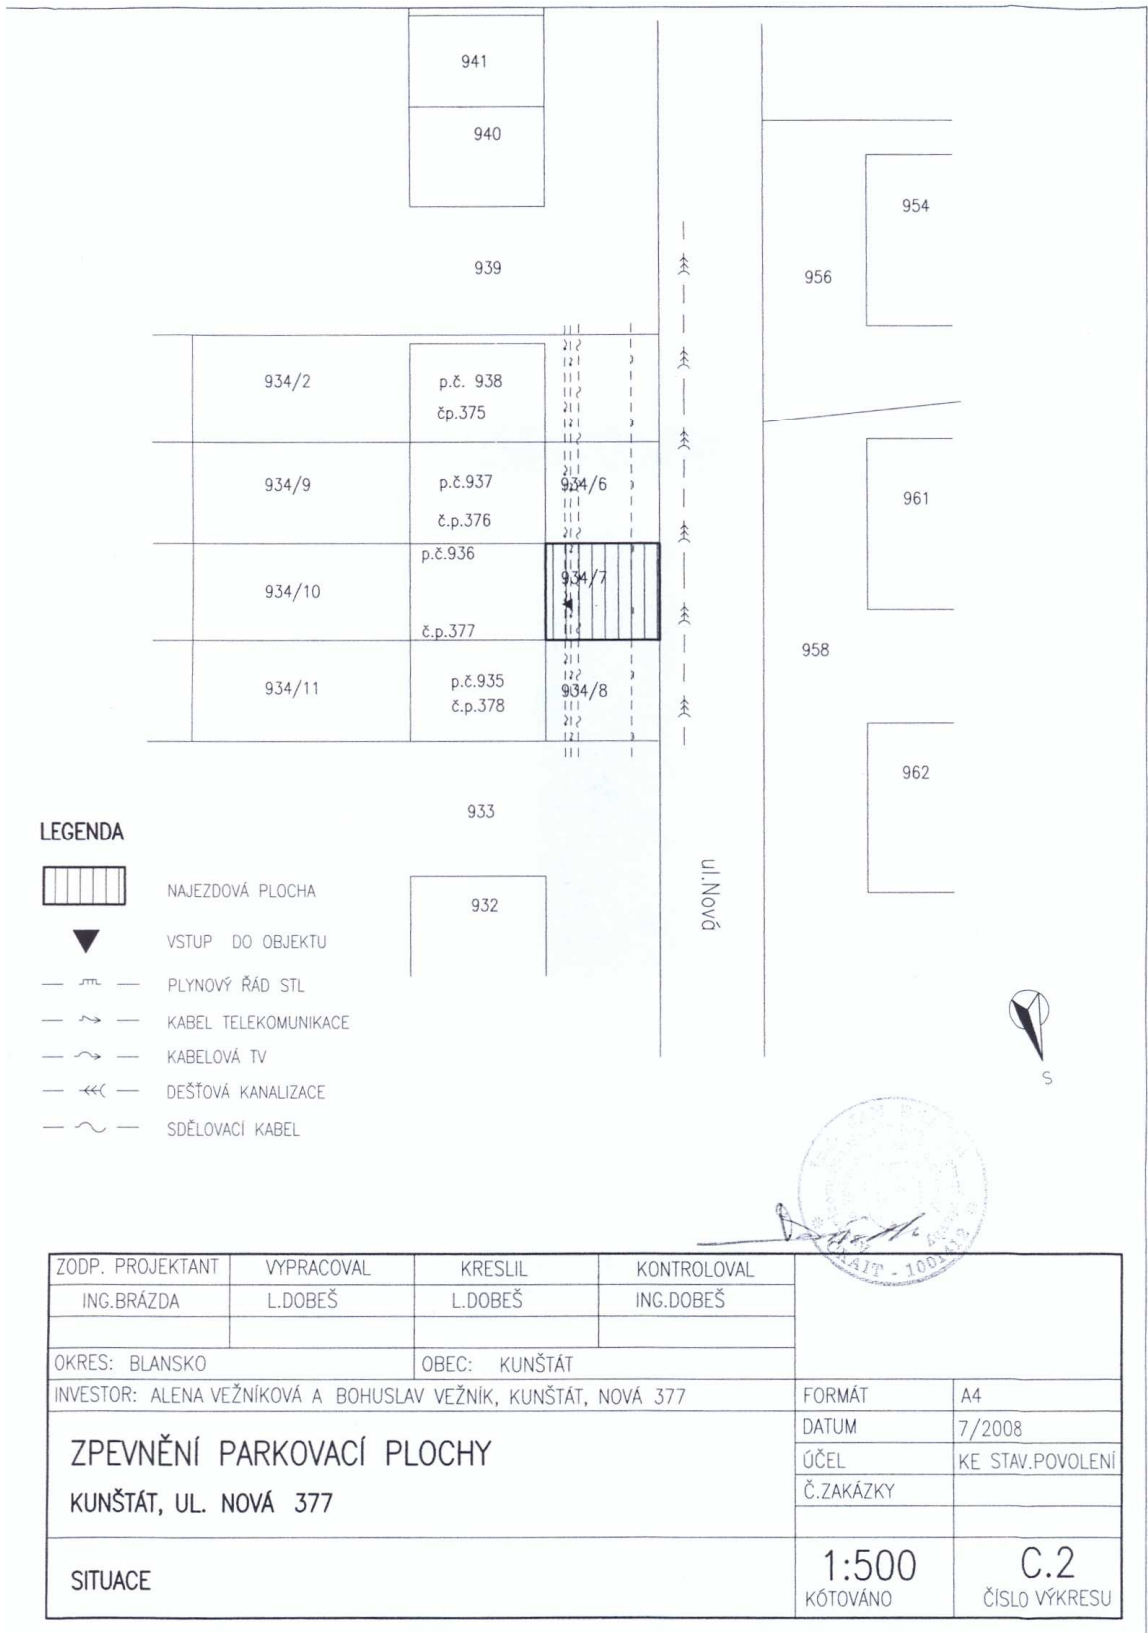 941
940
954
939
956
934/2
p.č. 938
čp.375
934/9
p.č.937
934/6
č.p.376
961
p.č.936
934/7
934/10
č.p.377
958
934/11
p.č.935
934/8
č.p.378
962
933
LEGENDA
ul.Nová
NAJEZDOVÁ PLOCHA
932
VSTUP DO OBJEKTU
PLYNOVÝ ŘÁD STL
KABEL TELEKOMUNIKACE
KABELOVÁ TV
S
DEŠŤOVÁ KANALIZACE
SDĚLOVACÍ KABEL
ZODP. PROJEKTANT VYPRACOVAL KRESLIL KONTROLOVAL
ING.BRÁZDA L.DOBEŠ L.DOBEŠ ING.DOBEŠ
OKRES: BLANSKO OBEC: KUNŠTÁT
INVESTOR: ALENA VEŽNÍKOVÁ A BOHUSLAV VEŽNÍK, KUNŠTÁT, NOVÁ 377
FORMÁT A4
DATUM 7/2008
ZPEVNĚNÍ PARKOVACÍ PLOCHY
ÚČEL KE STAV.POVOLENÍ
Č.ZAKÁZKY
KUNŠTÁT, UL. NOVÁ 377
SITUACE
1:500 C.2
KÓTOVÁNO ČÍSLO VÝKRESU